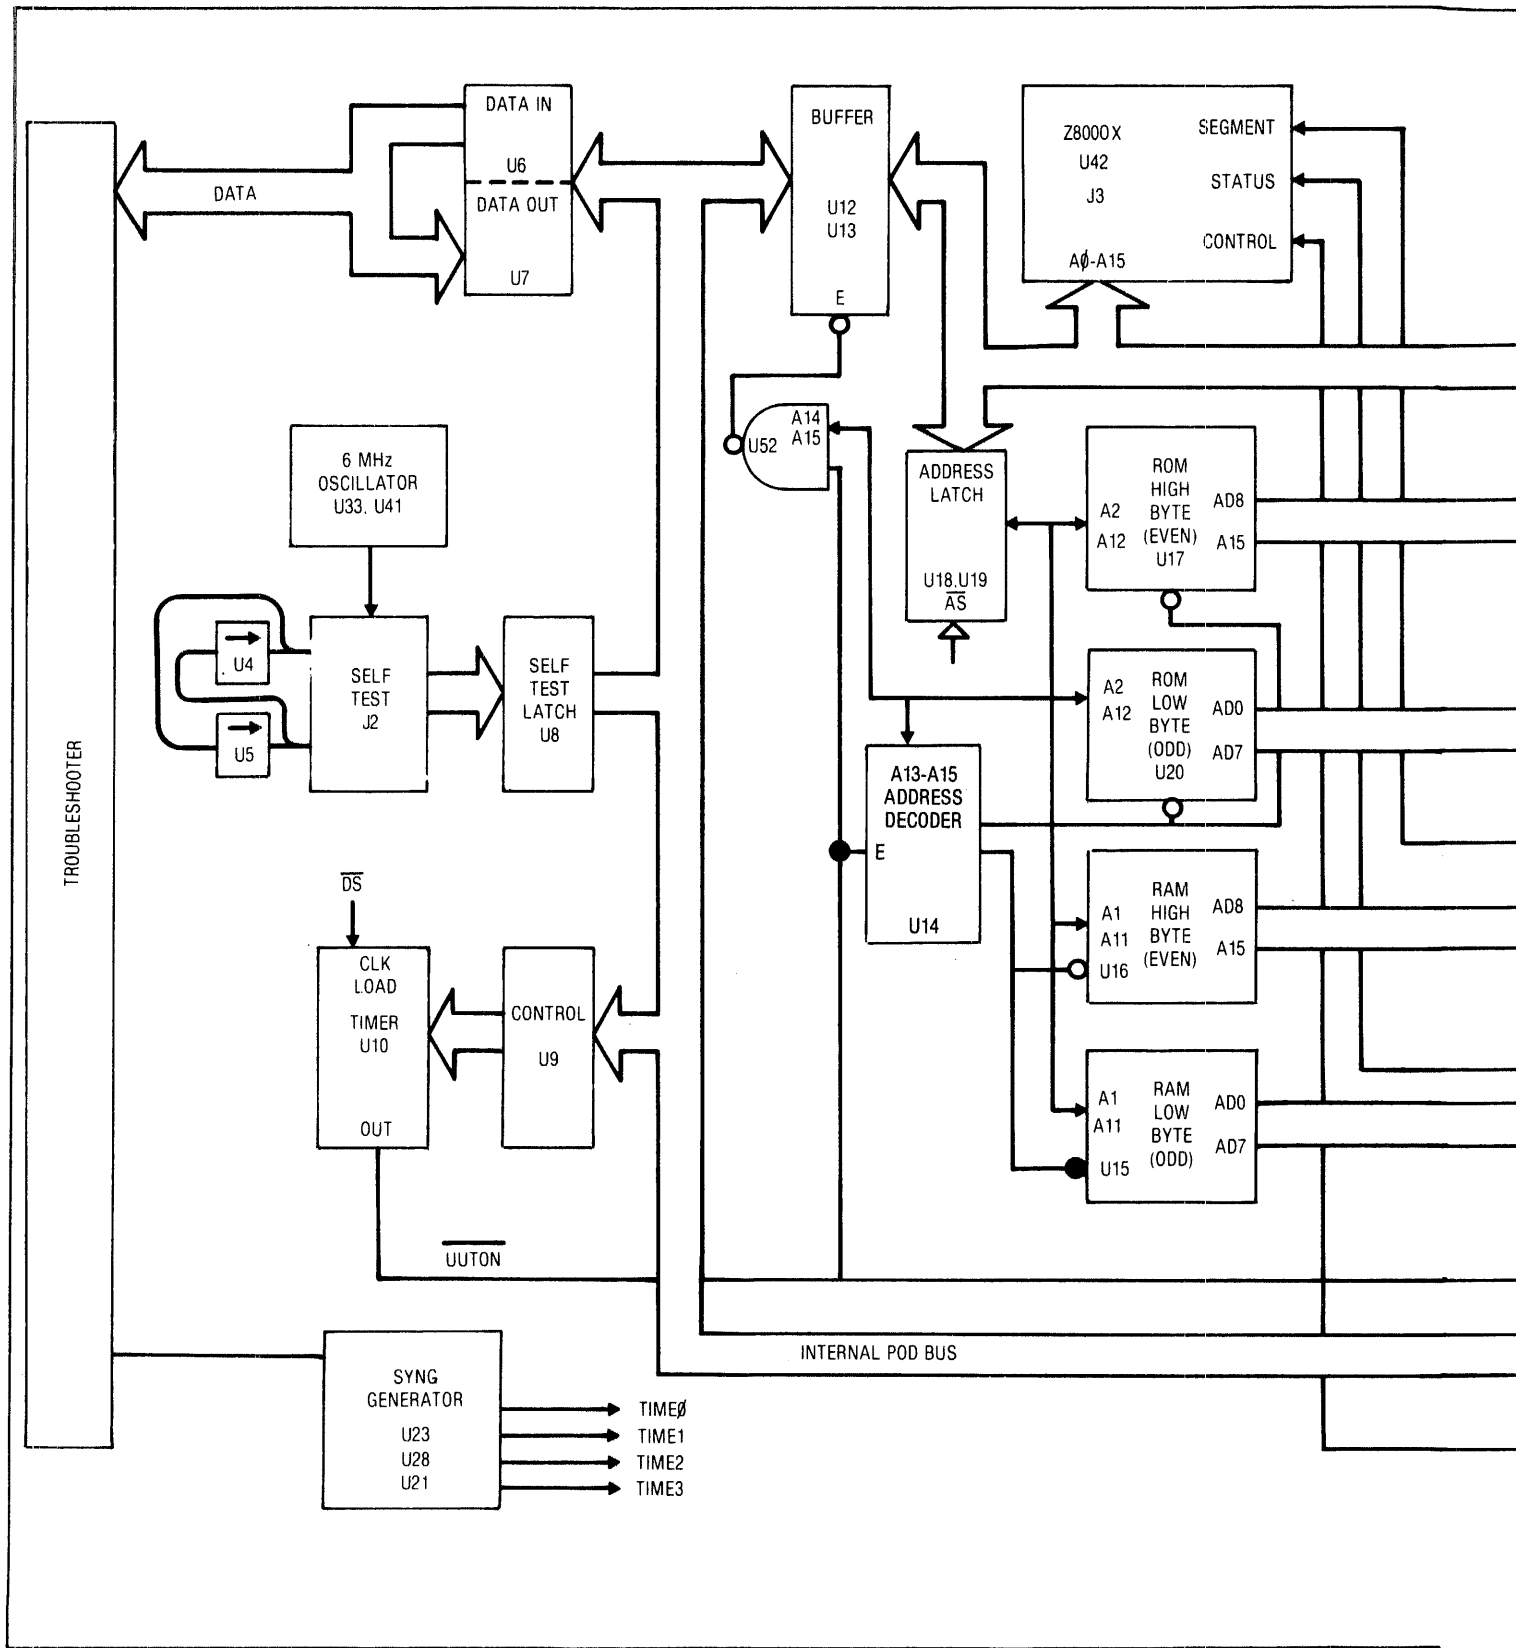 TROUBLESHOOTER
DATA
DATA IN
U6
DATA OUT
U7
BUFFER
U12
U13
E
Z8000X
U42
J3
AØ-A15
SEGMENT
STATUS
CONTROL
6 MHz
OSCILLATOR
U33, U41
U4
U5
SELF
TEST
J2
SELF
TEST
LATCH
U8
U52
A14
A15
ADDRESS
LATCH
U18,U19
AS
A2
A12
ROM
HIGH
BYTE
(EVEN)
U17
AD8
A15
A2
A12
ROM
LOW
BYTE
(ODD)
U20
AD0
AD7
A13-A15
ADDRESS
DECODER
E
U14
A1
A11
U16
RAM
HIGH
BYTE
(EVEN)
AD8
A15
A1
A11
U15
RAM
LOW
BYTE
(ODD)
AD0
AD7
DS
CLK
LOAD
TIMER
U10
OUT
CONTROL
U9
UUTON
INTERNAL POD BUS
SYNG
GENERATOR
U23
U28
U21
TIMEØ
TIME1
TIME2
TIME3